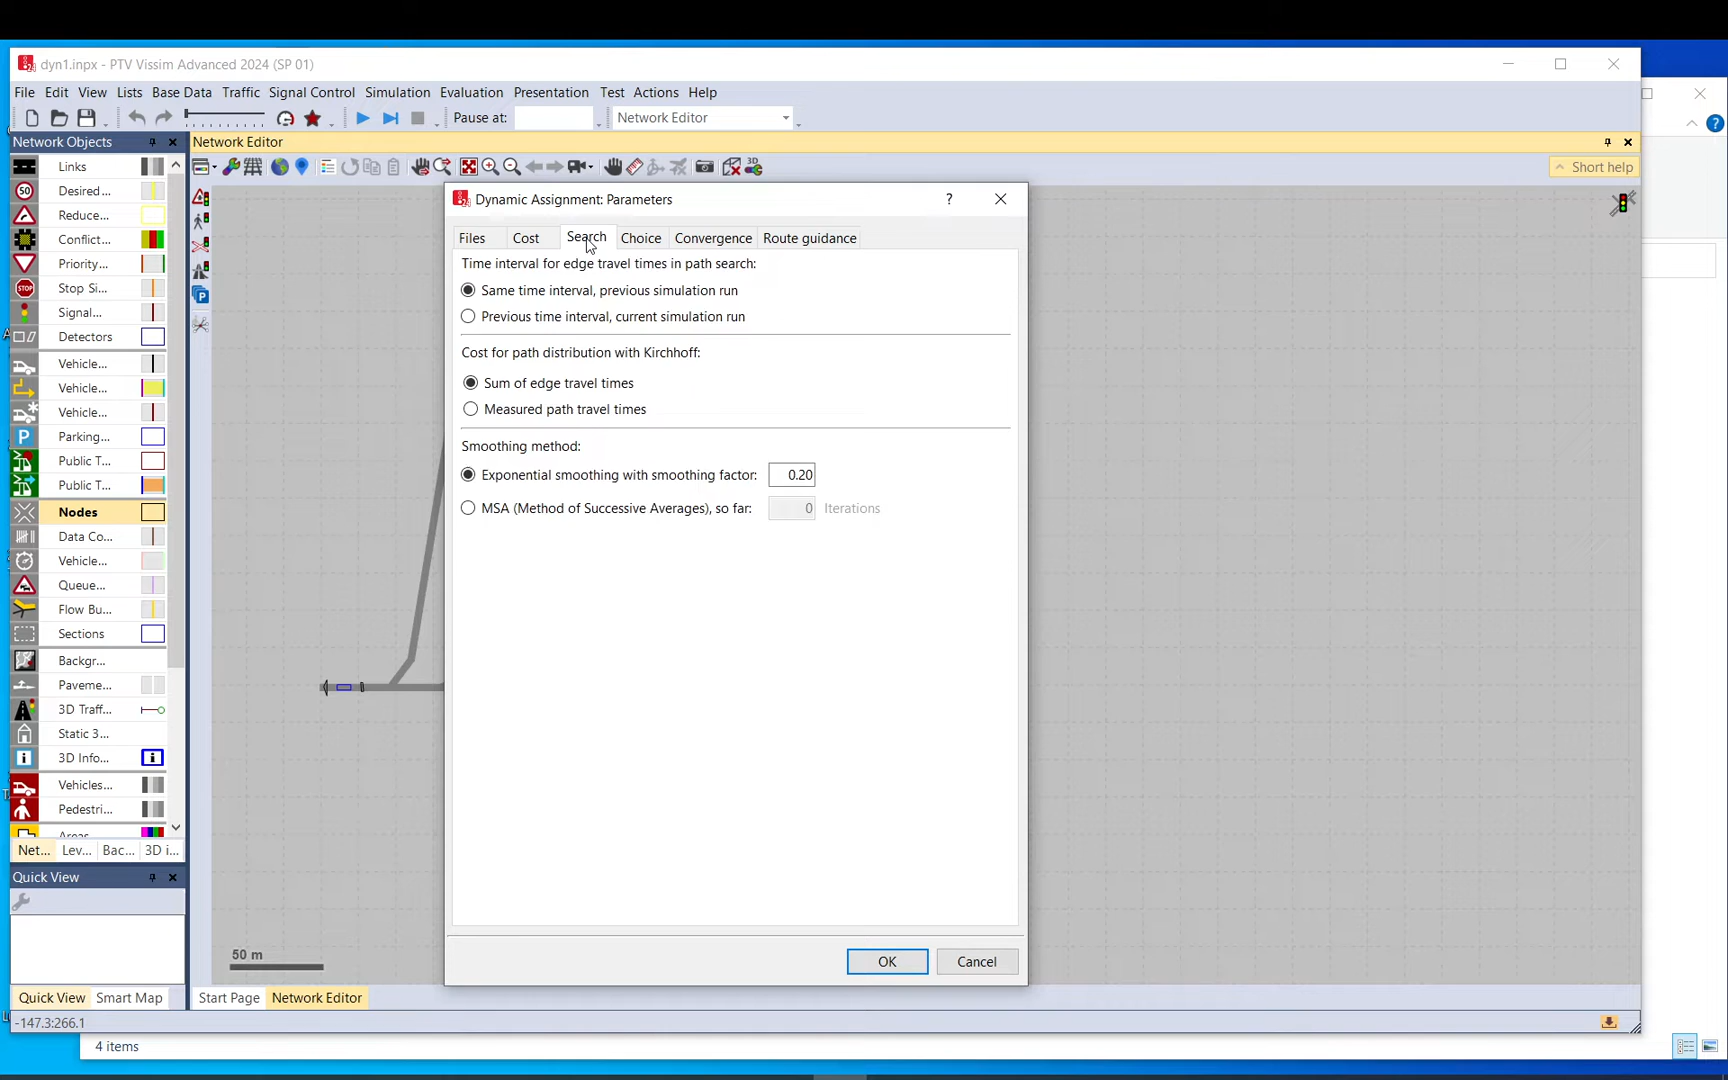 dyn1.inpx - PTV Vissim Advanced 2024 (SP 01)
File Edit View Lists Base Data Traffic Signal Control Simulation Evaluation Presentation Test Actions Help
Pause at: Network Editor
Network Objects
Network Editor
Short help
Links
50 Desired ...
Reduce...
Conflict ...
Priority...
STOP Stop Si...
Signal...
Detectors
Vehicle...
Vehicle...
Vehicle...
P Parking...
Public T...
Public T...
Nodes
Data Co...
Vehicle...
Queue...
Flow Bu...
Sections
Backgr...
Paveme...
3D Traff...
Static 3...
3D Info...
Vehicles...
Pedestri...
Areas
Net... Lev... Bac... 3D i...
Quick View
Quick View Smart Map
-147.3:266.1
Dynamic Assignment: Parameters
Files Cost Search Choice Convergence Route guidance
Time interval for edge travel times in path search:
Same time interval, previous simulation run
Previous time interval, current simulation run
Cost for path distribution with Kirchhoff:
Sum of edge travel times
Measured path travel times
Smoothing method:
Exponential smoothing with smoothing factor: 0.20
MSA (Method of Successive Averages), so far: 0 Iterations
OK Cancel
50 m
Start Page Network Editor
4 items